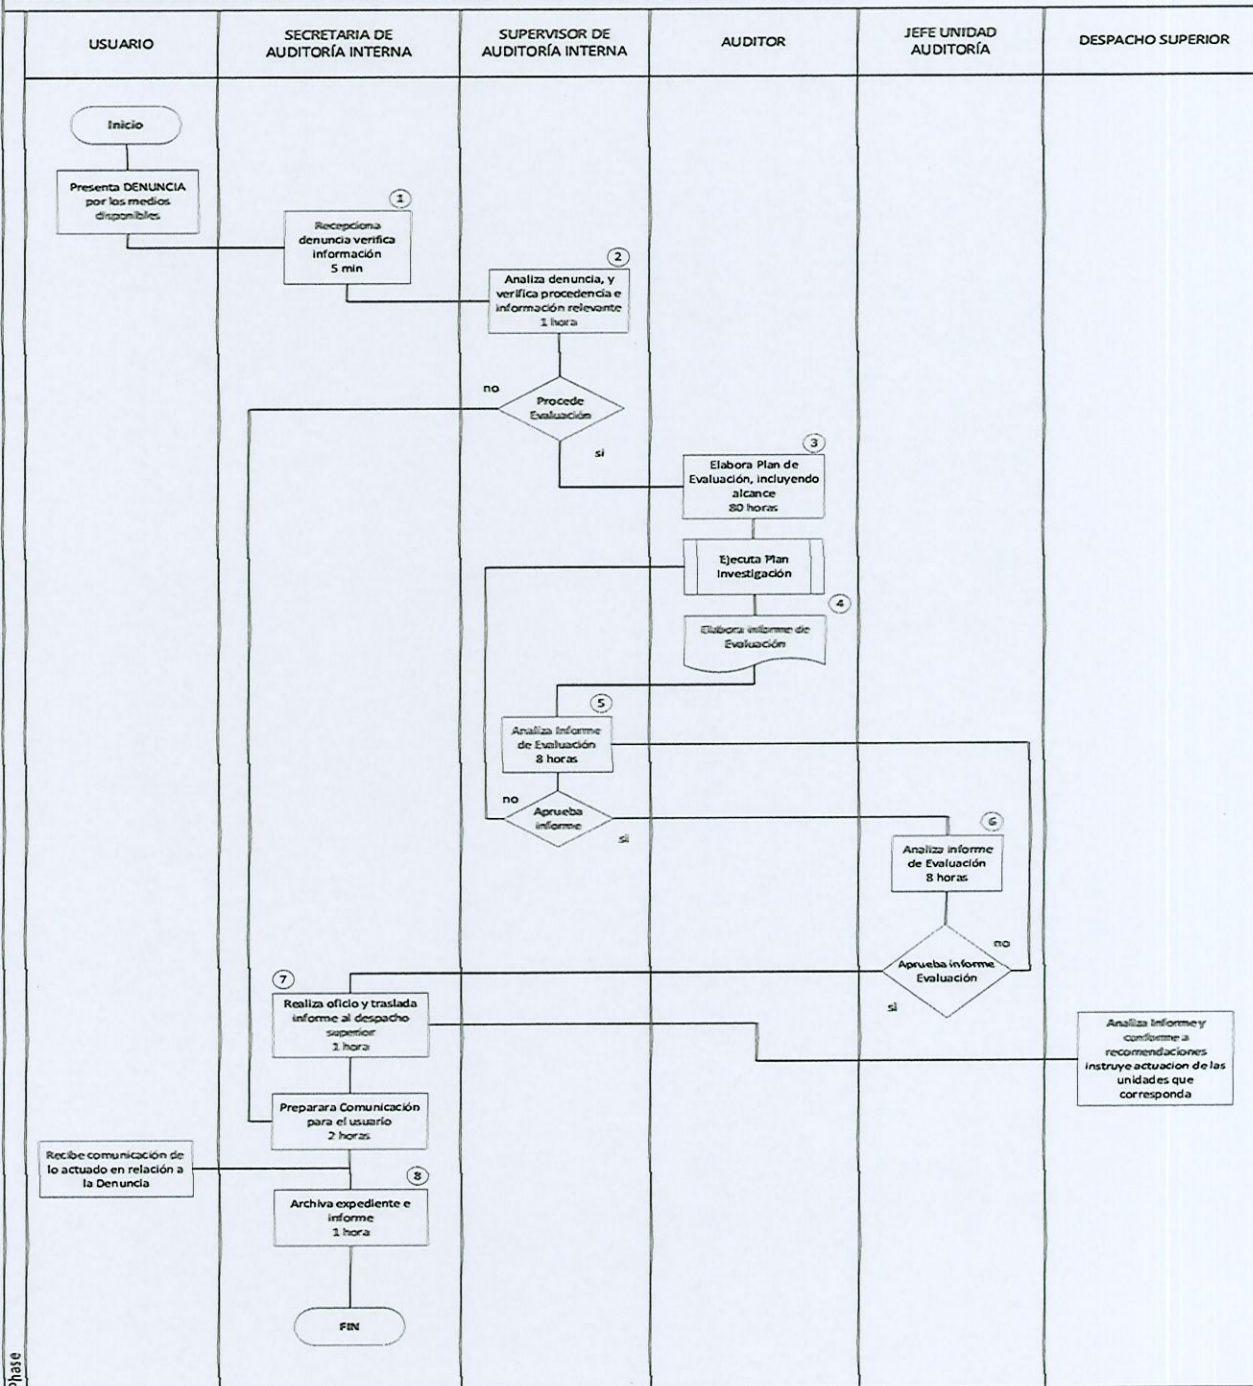 USUARIO
SECRETARIA DE
AUDITORÍA INTERNA
SUPERVISOR DE
AUDITORÍA INTERNA
AUDITOR
JEFE UNIDAD
AUDITORÍA
DESPACHO SUPERIOR
Inicio
Presenta DENUNCIA
por los medios
disponibles
1
Recepciona
denuncia verifica
información
5 min
2
Analiza denuncia, y
verifica procedencia e
información relevante
1 hora
no
Procede
Evaluación
si
3
Elabora Plan de
Evaluación, incluyendo
alcance
80 horas
Ejecuta Plan
Investigación
4
Elabora informe de
Evaluación
5
Analiza Informe
de Evaluación
8 horas
no
Aprueba
informe
si
6
Analiza informe
de Evaluación
8 horas
no
Aprueba informe
Evaluación
si
7
Realiza oficio y traslada
informe al despacho
superior
1 hora
Analiza Informe y
conforme a
recomendaciones
instruye actuacion de las
unidades que
corresponda
Preparara Comunicación
para el usuario
2 horas
Recibe comunicación de
lo actuado en relación a
la Denuncia
8
Archiva expediente e
informe
1 hora
FIN
Phase